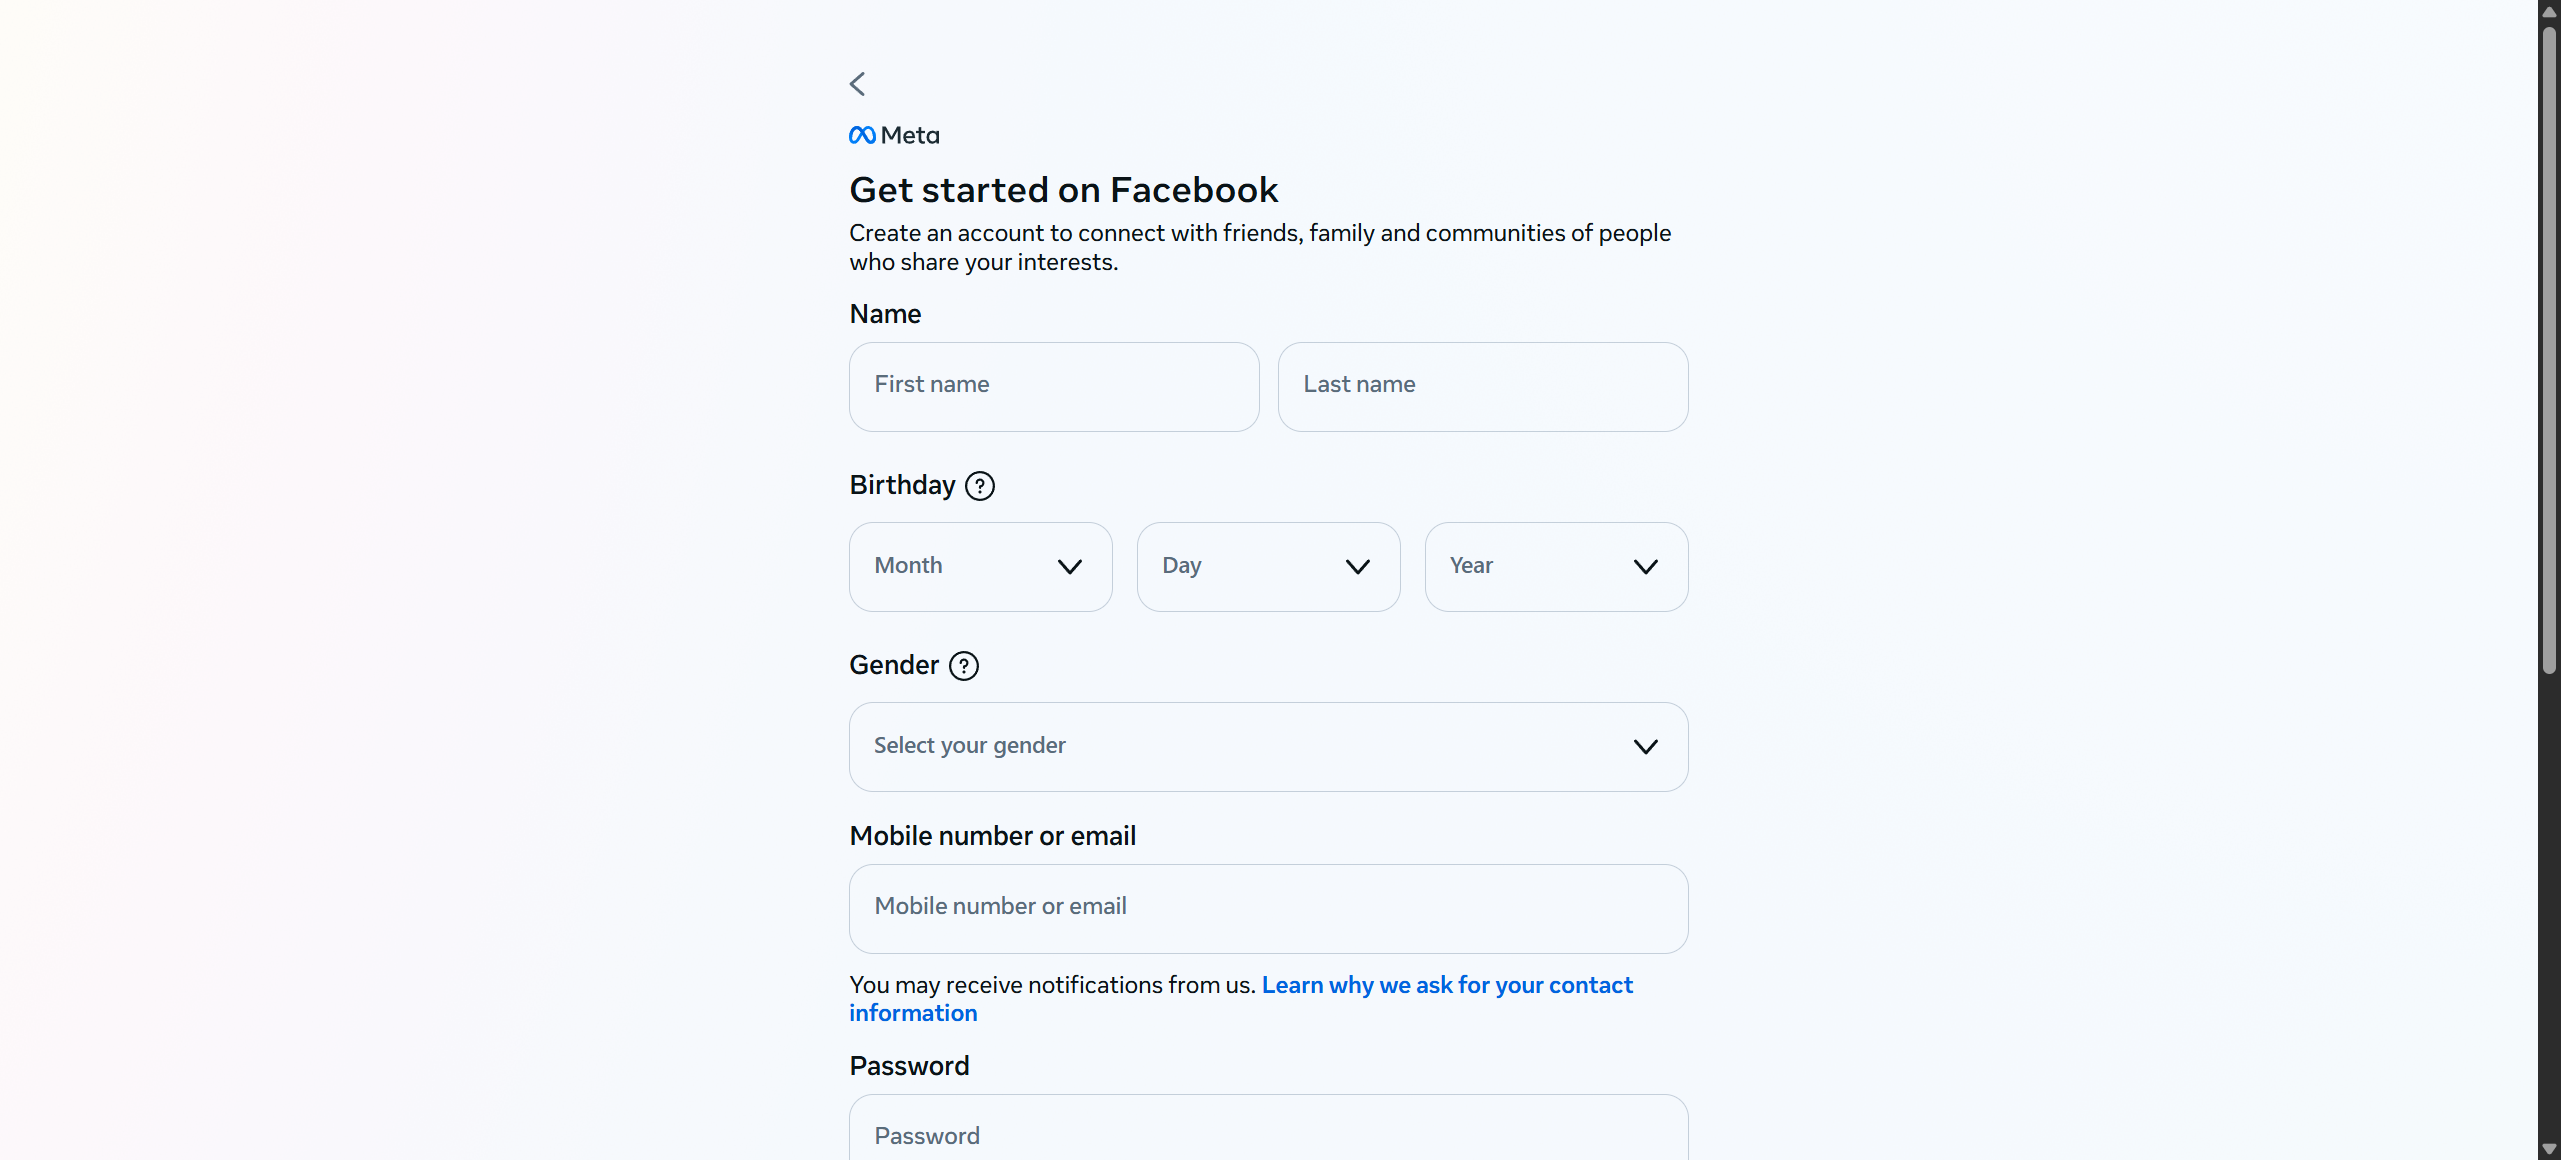 Meta
Get started on Facebook
Create an account to connect with friends, family and communities of people
who share your interests.
Name
First name
Last name
Birthday
Month
Day
Year
Gender
Select your gender
Mobile number or email
Mobile number or email
You may receive notifications from us. Learn why we ask for your contact
information
Password
Password